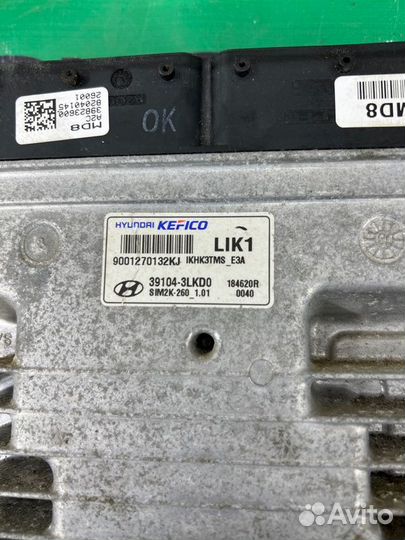 MD8
A2C
39823600
82040145
26001
OK
MD8
HYUNDAI KEFICO
LIK1
9001270132KJ IKHK3TMS_E3A
39104-3LKD0 184620R
SIM2K-260_1.01 0040
Avito